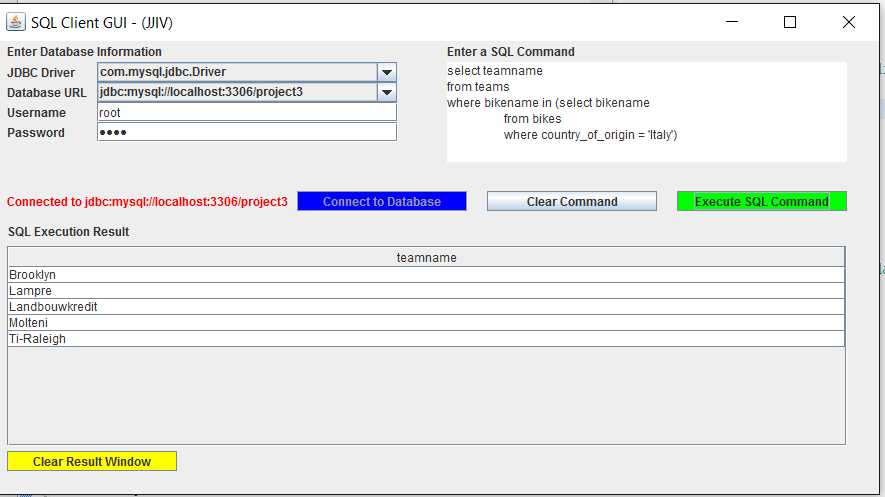 SQL Client GUI - (JJIV)
Enter Database Information
JDBC Driver com.mysql.jdbc.Driver
Database URL jdbc:mysql://localhost:3306/project3
Username root
Password ●●●●
Enter a SQL Command
select teamname
from teams
where bikename in (select bikename
from bikes
where country_of_origin = 'Italy')
Connected to jdbc:mysql://localhost:3306/project3 Connect to Database Clear Command Execute SQL Command
SQL Execution Result
teamname
Brooklyn
Lampre
Landbouwkredit
Molteni
Ti-Raleigh
Clear Result Window